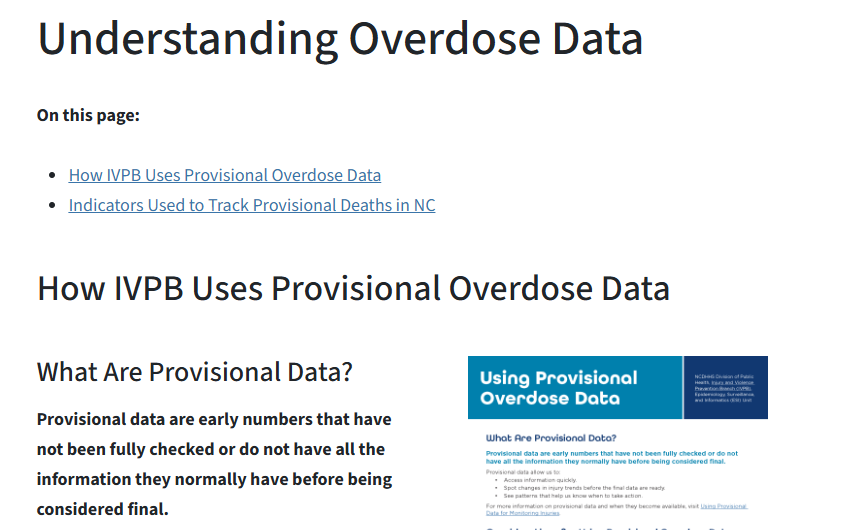 Understanding Overdose Data
On this page:
How IVPB Uses Provisional Overdose Data
Indicators Used to Track Provisional Deaths in NC
How IVPB Uses Provisional Overdose Data
What Are Provisional Data?
Provisional data are early numbers that have
not been fully checked or do not have all the
information they normally have before being
considered final.
Using Provisional
Overdose Data
NCDHHS Division of Public
Health, Injury and Violence
Prevention Branch (IVPB),
Epidemiology Surveillance
and Informatics (ESI) Unit
What Are Provisional Data?
Provisional data are early numbers that have not been fully checked or do not
have all the information they normally have before being considered final.
Provisional data allow us to:
Access information quickly.
Spot changes in injury trends before the final data are ready.
See patterns that help us know when to take action.
For more information on provisional data and when they become available, visit Using Provisional
Data for Monitoring Injuries